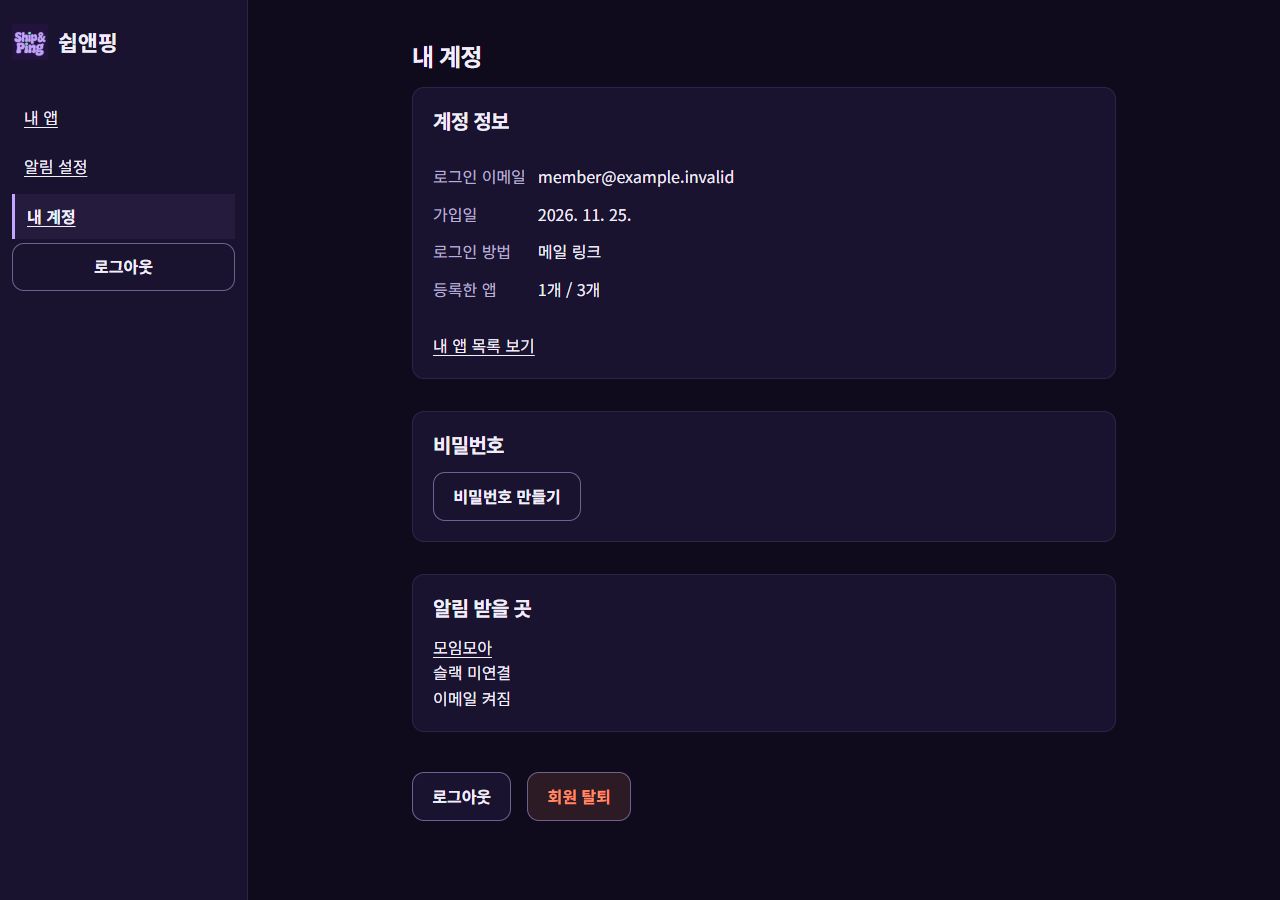 Ship&
Ping
쉽앤핑
내 앱
알림 설정
내 계정
로그아웃
내 계정
계정 정보
로그인 이메일 member@example.invalid
가입일 2026. 11. 25.
로그인 방법 메일 링크
등록한 앱 1개 / 3개
내 앱 목록 보기
비밀번호
비밀번호 만들기
알림 받을 곳
모임모아
슬랙 미연결
이메일 켜짐
로그아웃 회원 탈퇴